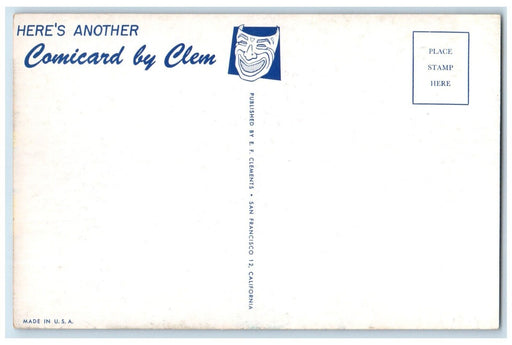 HERE'S ANOTHER
Comicard by Clem
PLACE
STAMP
HERE
PUBLISHED BY E. F. CLEMENTS • SAN FRANCISCO 12, CALIFORNIA
MADE IN U.S.A.